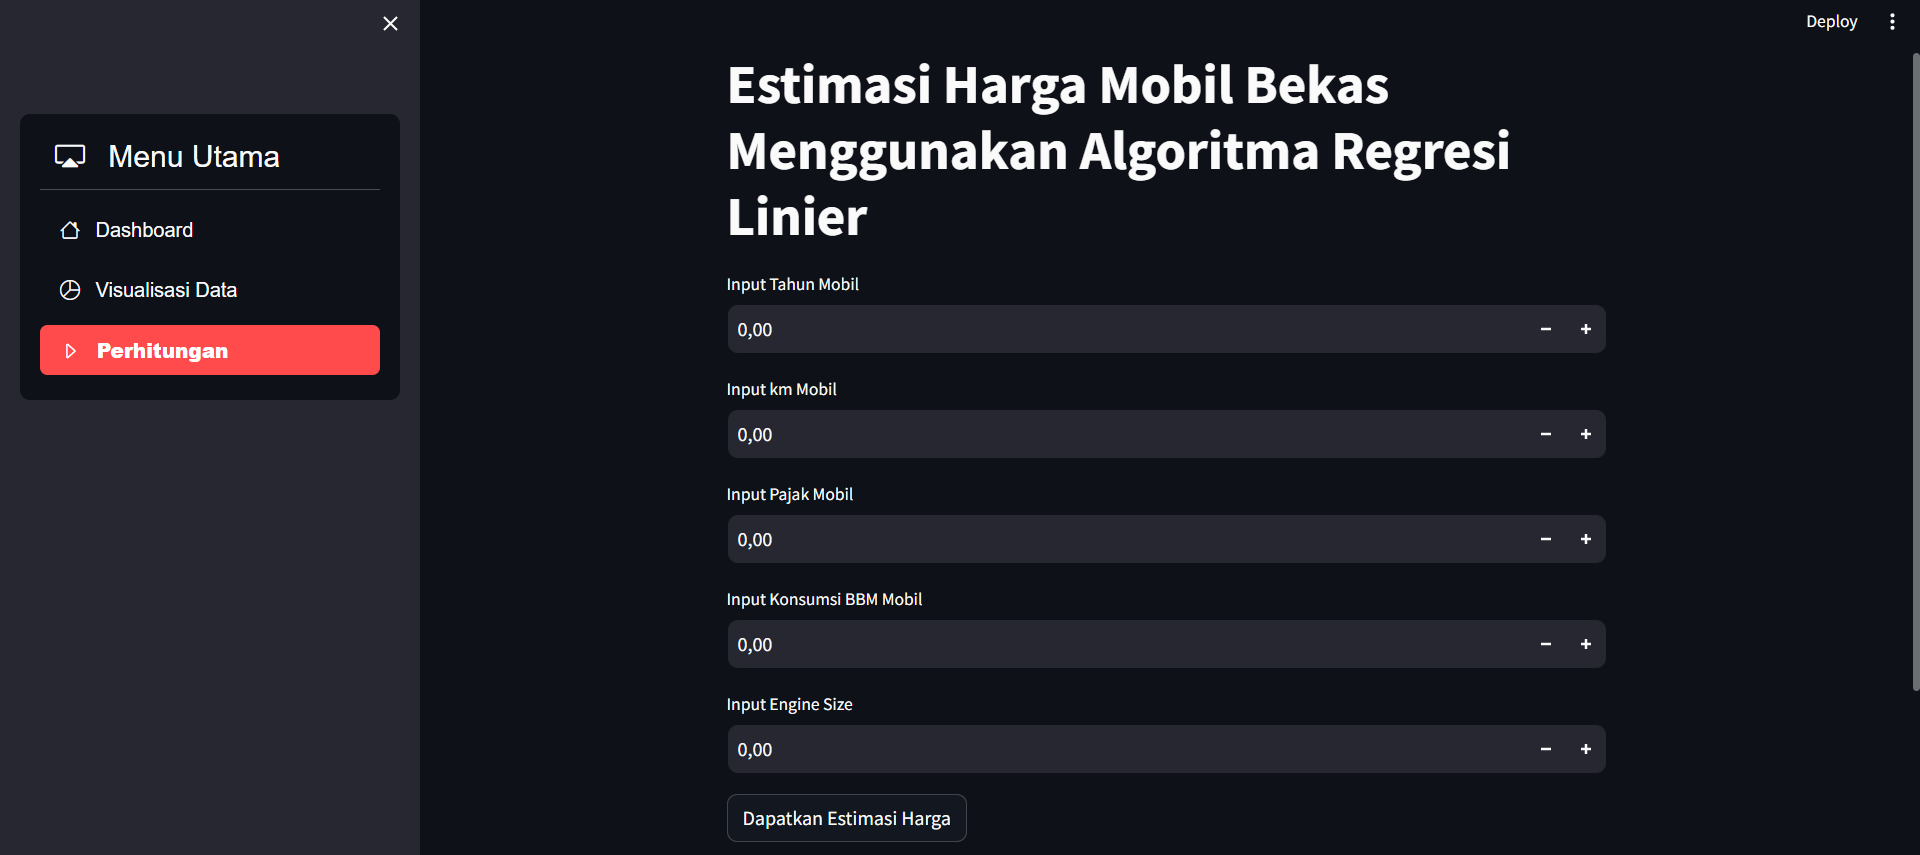 Menu Utama
Dashboard
Visualisasi Data
Perhitungan
Deploy
Estimasi Harga Mobil Bekas
Menggunakan Algoritma Regresi
Linier
Input Tahun Mobil
0,00
Input km Mobil
0,00
Input Pajak Mobil
0,00
Input Konsumsi BBM Mobil
0,00
Input Engine Size
0,00
Dapatkan Estimasi Harga